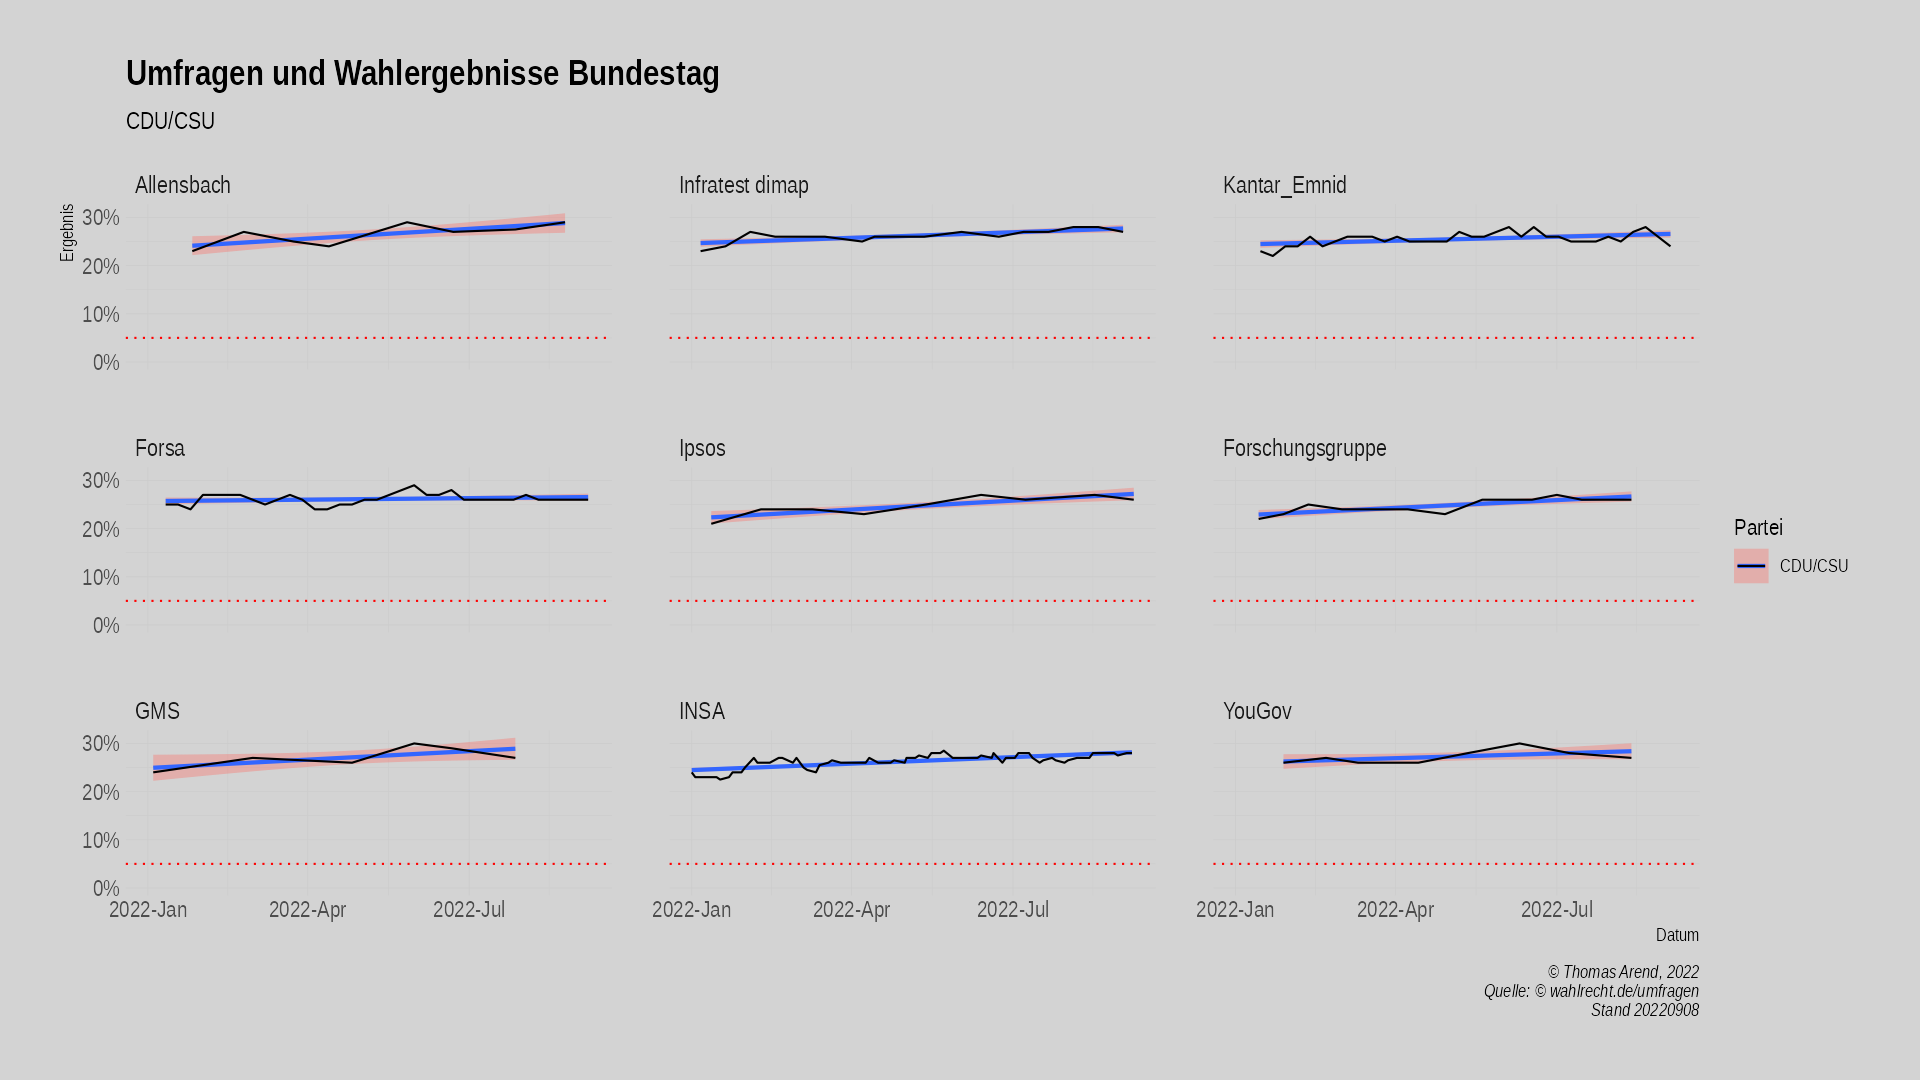 Umfragen und Wahlergebnisse Bundestag
CDU/CSU
Allensbach
Infratest dimap
Kantar_Emnid
Ergebnis
30%
20%
10%
0%
Forsa
Ipsos
Forschungsgruppe
30%
20%
10%
0%
Partei
CDU/CSU
GMS
INSA
YouGov
30%
20%
10%
0%
2022-Jan 2022-Apr 2022-Jul
2022-Jan 2022-Apr 2022-Jul
2022-Jan 2022-Apr 2022-Jul
Datum
© Thomas Arend, 2022
Quelle: © wahlrecht.de/umfragen
Stand 20220908